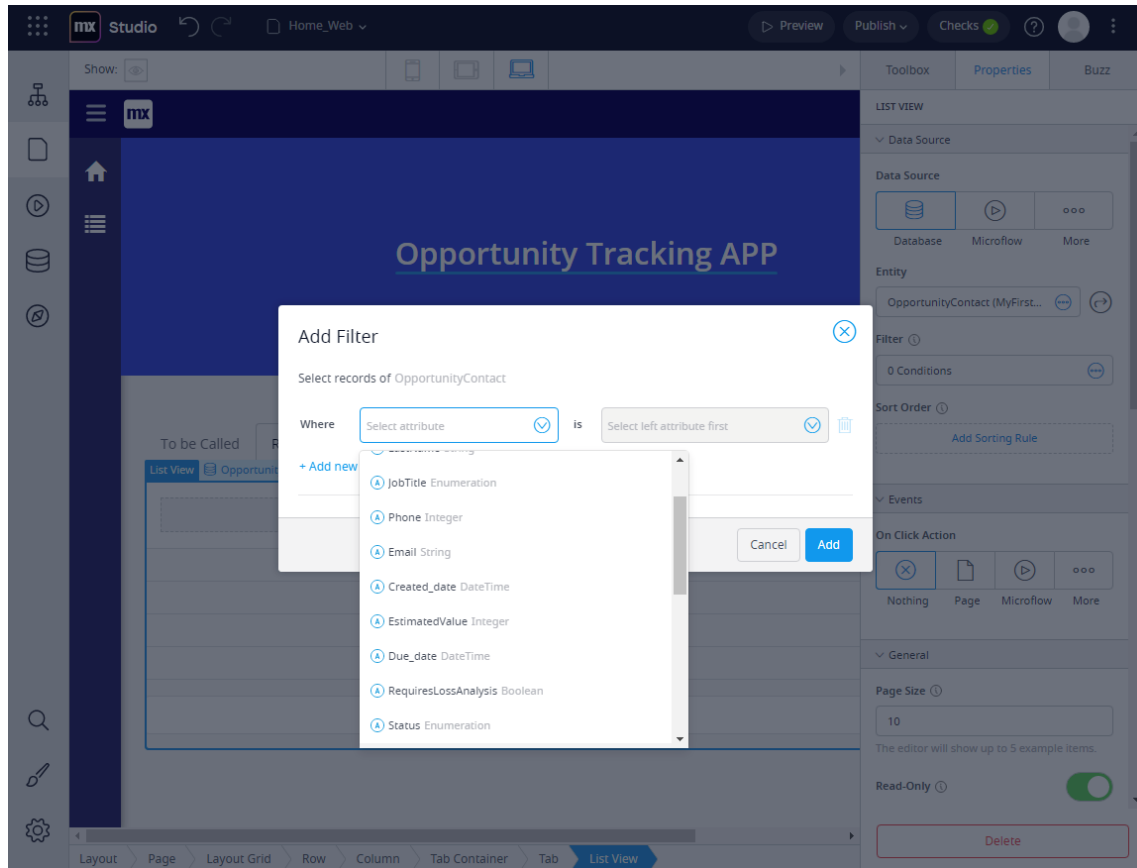 mx Studio Home_Web Preview Publish Checks
Show:
Toolbox Properties Buzz
mx
LIST VIEW
Data Source
Data Source
Database Microflow More
Opportunity Tracking APP
Entity
OpportunityContact (MyFirst...
Add Filter
Filter
Select records of OpportunityContact
0 Conditions
Sort Order
Where Select attribute is Select left attribute first
To be Called R
Add Sorting Rule
List View Opportunit
+ Add new
LastName String
JobTitle Enumeration
Events
Phone Integer
On Click Action
Cancel Add
Email String
Created_date DateTime
Nothing Page Microflow More
EstimatedValue Integer
Due_date DateTime
General
RequiresLossAnalysis Boolean
Page Size
Status Enumeration
10
The editor will show up to 5 example items.
Read-Only
Delete
Layout Page Layout Grid Row Column Tab Container Tab List View